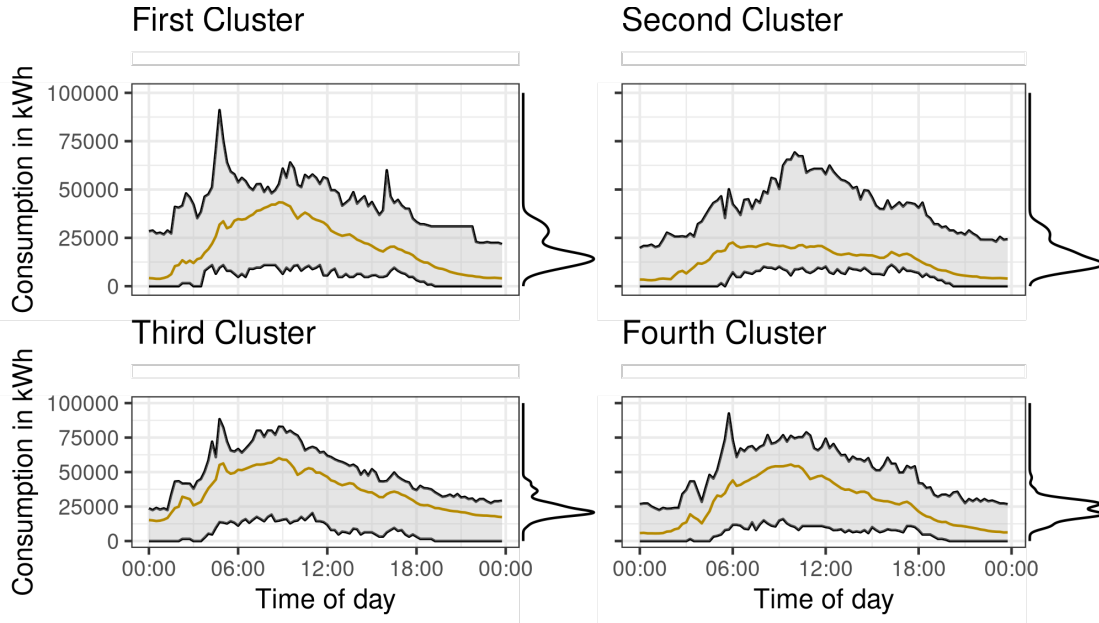 First Cluster
Second Cluster
Consumption in kWh
100000
75000
50000
25000
0
Third Cluster
Fourth Cluster
Consumption in kWh
100000
75000
50000
25000
0
00:00 06:00 12:00 18:00 00:00
00:00 06:00 12:00 18:00 00:00
Time of day
Time of day